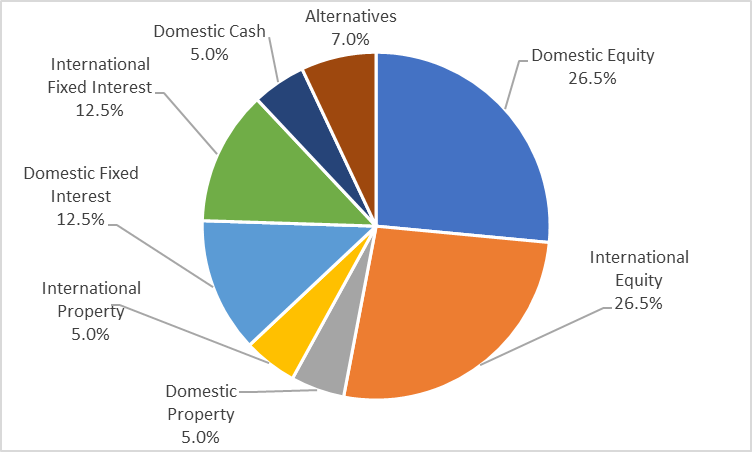 Alternatives
7.0%
Domestic Equity
26.5%
International
Equity
26.5%
Domestic
Property
5.0%
International
Property
5.0%
Domestic Fixed
Interest
12.5%
International
Fixed Interest
12.5%
Domestic Cash
5.0%